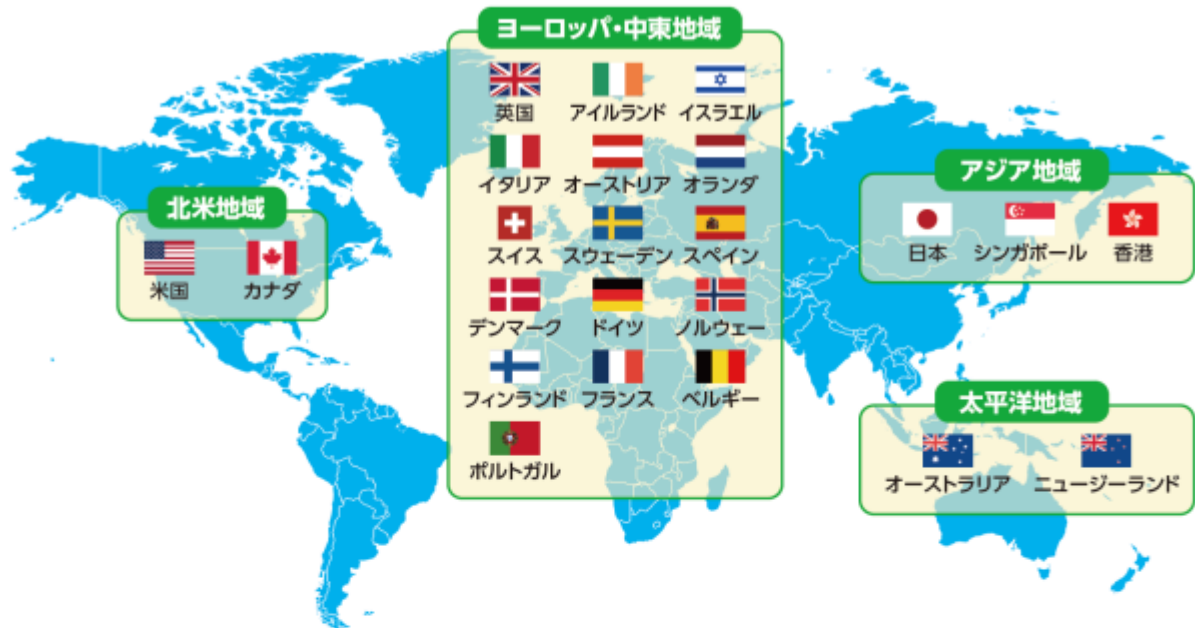 ヨーロッパ・中東地域
英国 アイルランド イスラエル
イタリア オーストリア オランダ
スイス スウェーデン スペイン
デンマーク ドイツ ノルウェー
フィンランド フランス ベルギー
ポルトガル
北米地域
米国 カナダ
アジア地域
日本 シンガポール 香港
太平洋地域
オーストラリア ニュージーランド